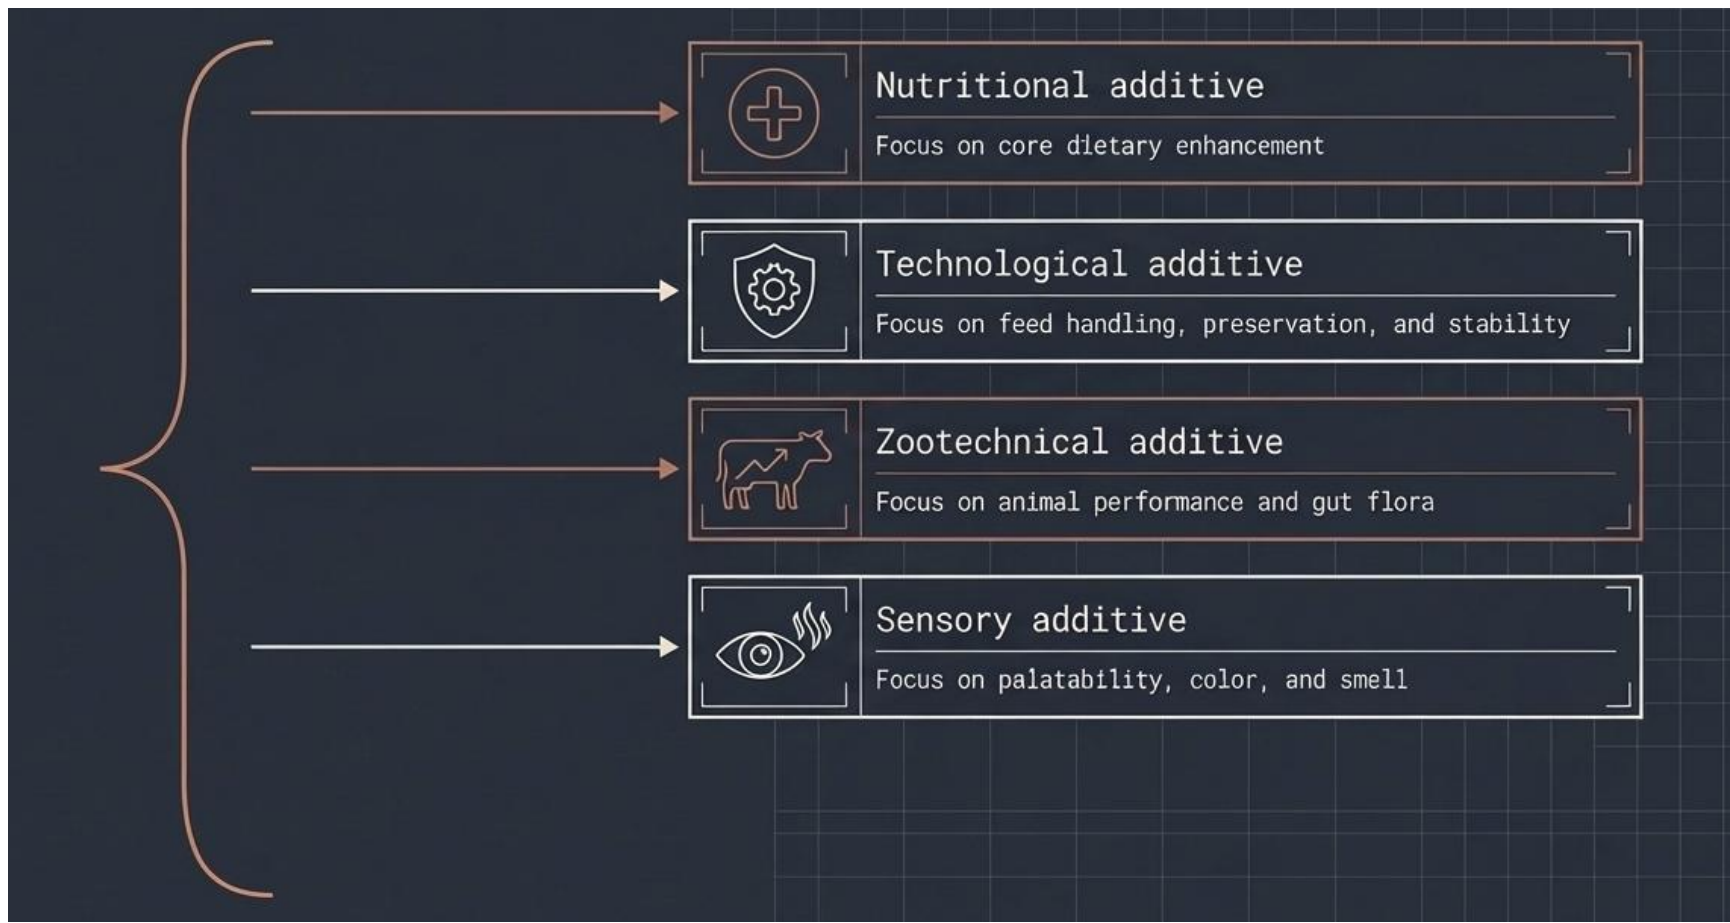 Nutritional additive
Focus on core dietary enhancement
Technological additive
Focus on feed handling, preservation, and stability
Zootechnical additive
Focus on animal performance and gut flora
Sensory additive
Focus on palatability, color, and smell